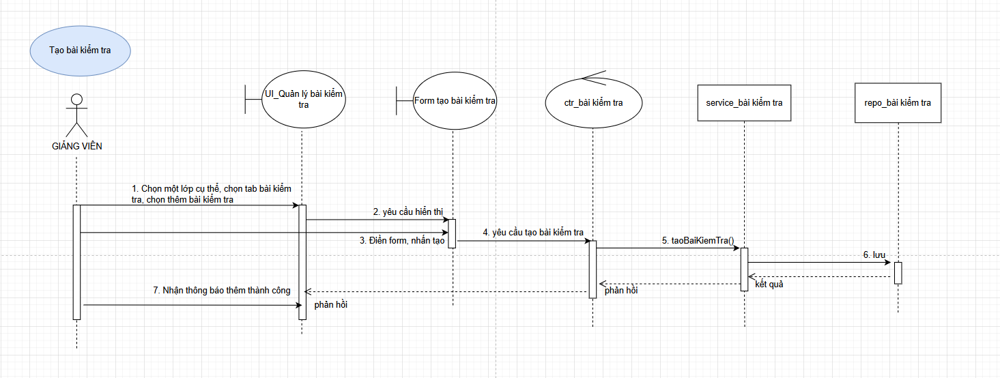 Tạo bài kiểm tra
GIẢNG VIÊN
UI_Quản lý bài kiểm
tra
Form tạo bài kiểm tra
ctr_bài kiểm tra
service_bài kiểm tra
repo_bài kiểm tra
1. Chọn một lớp cụ thể, chọn tab bài kiểm
tra, chọn thêm bài kiểm tra
2. yêu cầu hiển thị
3. Điền form, nhấn tạo
4. yêu cầu tạo bài kiểm tra
5. taoBaiKiemTra()
6. lưu
kết quả
phản hồi
7. Nhận thông báo thêm thành công
phản hồi